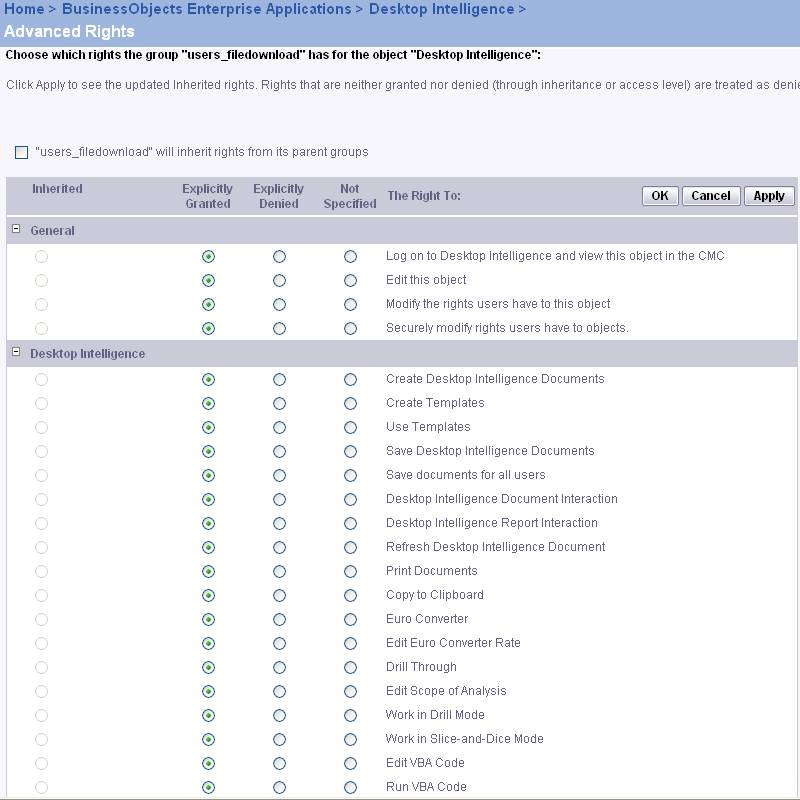 Home > BusinessObjects Enterprise Applications > Desktop Intelligence >
Advanced Rights
Choose which rights the group "users_filedownload" has for the object "Desktop Intelligence":
Click Apply to see the updated Inherited rights. Rights that are neither granted nor denied (through inheritance or access level) are treated as denie
"users_filedownload" will inherit rights from its parent groups
Inherited Explicitly Granted Explicitly Denied Not Specified The Right To: OK Cancel Apply
General
Log on to Desktop Intelligence and view this object in the CMC
Edit this object
Modify the rights users have to this object
Securely modify rights users have to objects.
Desktop Intelligence
Create Desktop Intelligence Documents
Create Templates
Use Templates
Save Desktop Intelligence Documents
Save documents for all users
Desktop Intelligence Document Interaction
Desktop Intelligence Report Interaction
Refresh Desktop Intelligence Document
Print Documents
Copy to Clipboard
Euro Converter
Edit Euro Converter Rate
Drill Through
Edit Scope of Analysis
Work in Drill Mode
Work in Slice-and-Dice Mode
Edit VBA Code
Run VBA Code